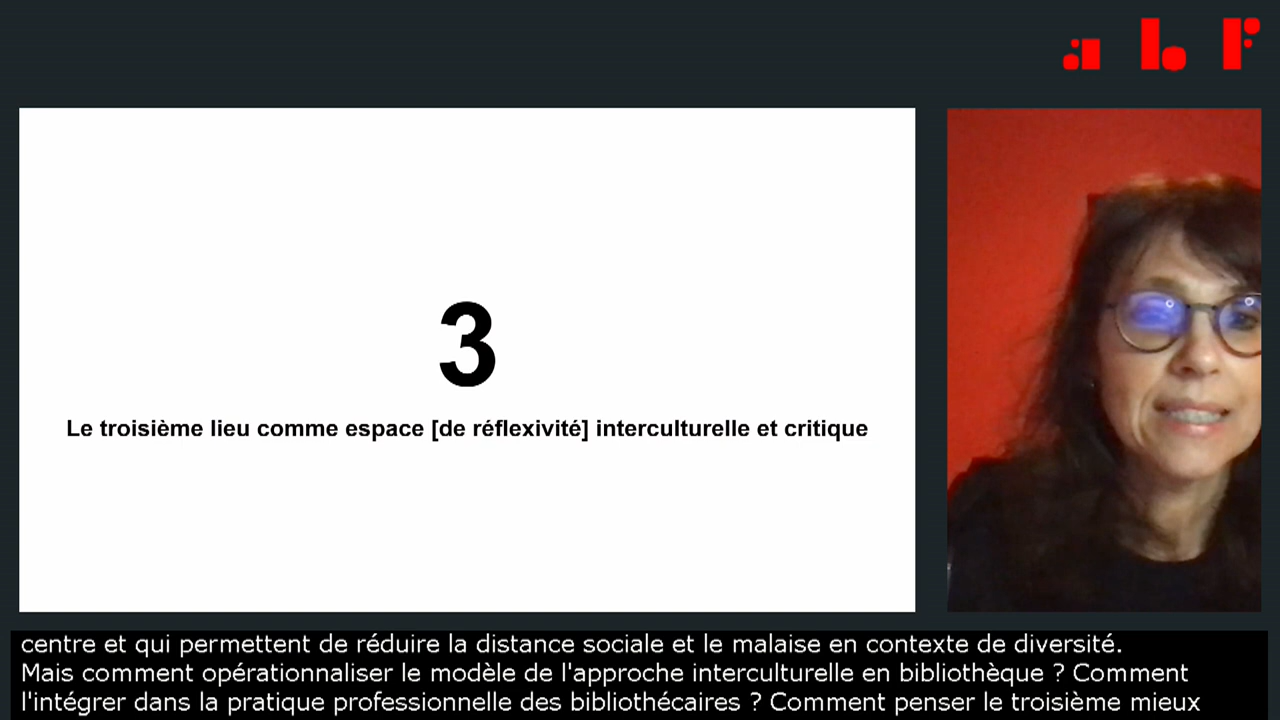 abf
3
Le troisième lieu comme espace [de réflexivité] interculturelle et critique
centre et qui permettent de réduire la distance sociale et le malaise en contexte de diversité.
Mais comment opérationnaliser le modèle de l'approche interculturelle en bibliothèque ? Comment
l'intégrer dans la pratique professionnelle des bibliothécaires ? Comment penser le troisième mieux